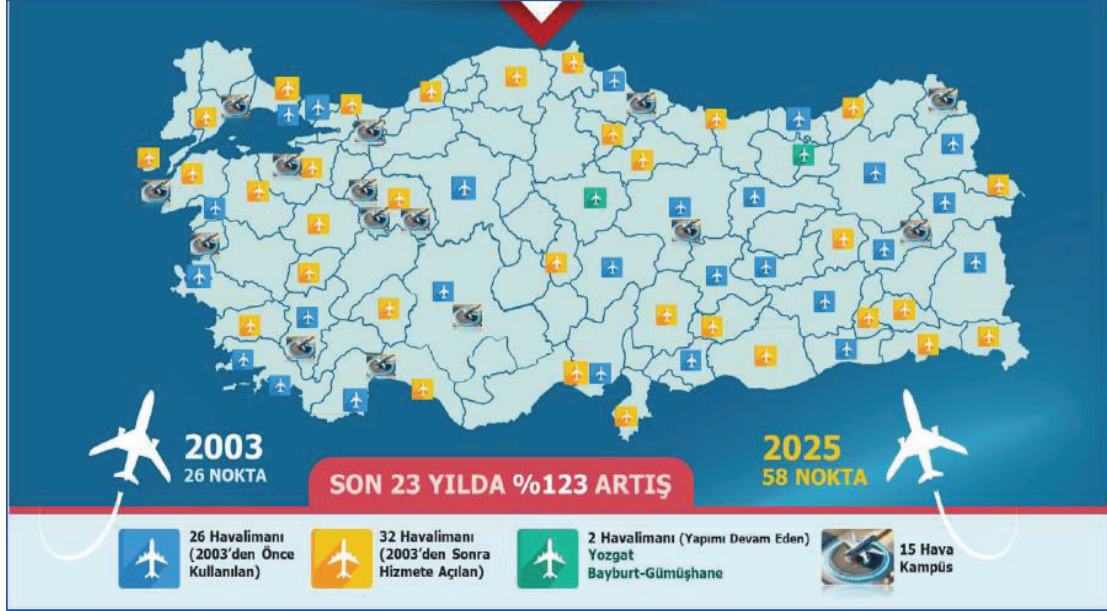 2003
26 NOKTA
2025
58 NOKTA
SON 23 YILDA %123 ARTIŞ
26 Havalimanı
(2003'den Önce
Kullanılan)
32 Havalimanı
(2003'den Sonra
Hizmete Açılan)
2 Havalimanı (Yapımı Devam Eden)
Yozgat
Bayburt-Gümüşhane
15 Hava
Kampüs